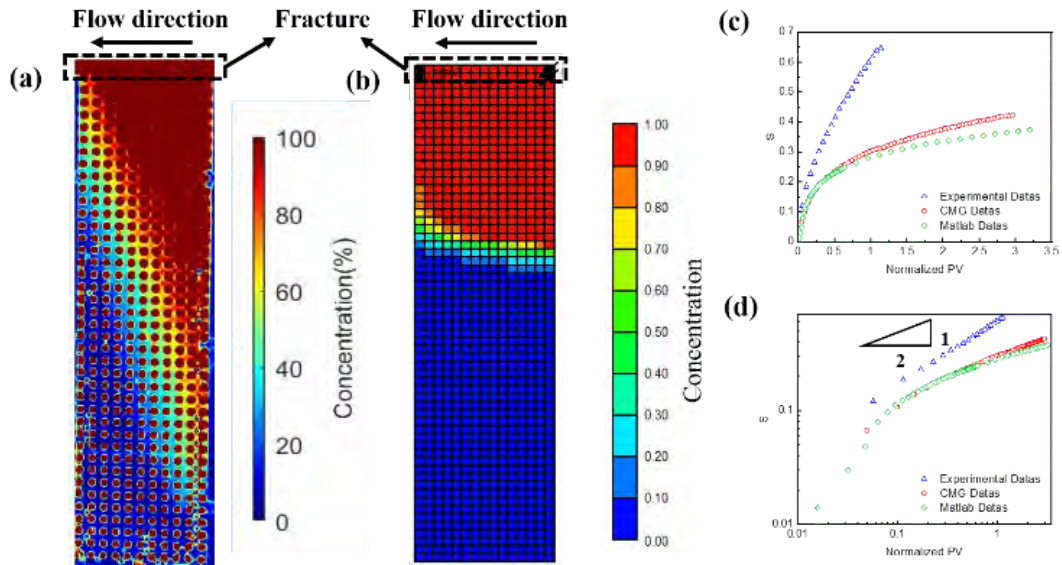 Flow direction
Fracture
Flow direction
(a)
100
80
60
40
20
0
Concentration(%)
(b)
1.00
0.90
0.80
0.70
0.60
0.50
0.40
0.30
0.20
0.10
0.00
Concentration
(c)
0.7
0.6
0.5
0.4
0.3
0.2
0.1
0
S
Experimental Datas
CMG Datas
Matlab Datas
0 0.5 1 1.5 2 2.5 3 3.5
Normalized PV
(d)
1
2
0.1
0.01
S
Experimental Datas
CMG Datas
Matlab Datas
0.01 0.1 1
Normalized PV